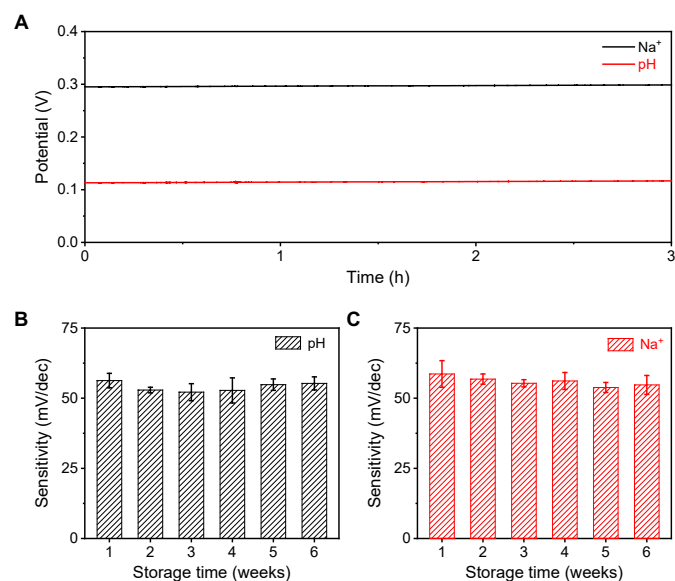 A
0.4
0.3
0.2
0.1
0.0
Potential (V)
Na⁺
pH
0
1
2
3
Time (h)
B
75
50
25
0
Sensitivity (mV/dec)
pH
1 2 3 4 5 6
Storage time (weeks)
C
75
50
25
0
Sensitivity (mV/dec)
Na⁺
1 2 3 4 5 6
Storage time (weeks)